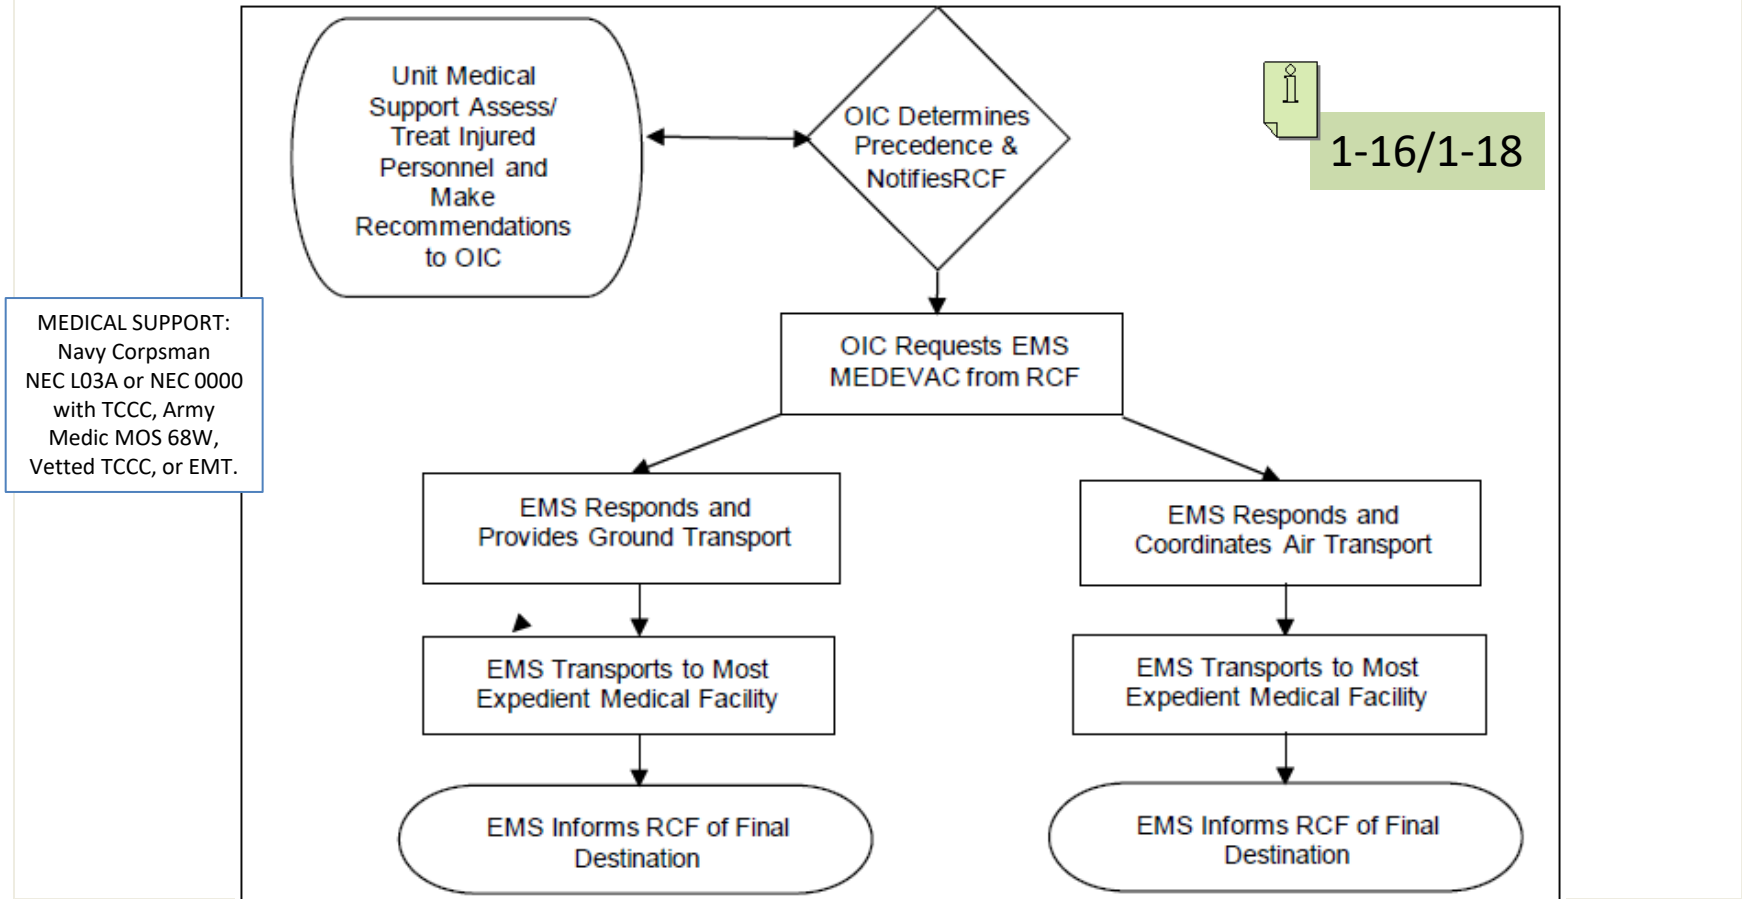 Unit Medical
Support Assess/
Treat Injured
Personnel and
Make
Recommendations
to OIC
OIC Determines
Precedence &
NotifiesRCF
1-16/1-18
MEDICAL SUPPORT:
Navy Corpsman
NEC L03A or NEC 0000
with TCCC, Army
Medic MOS 68W,
Vetted TCCC, or EMT.
OIC Requests EMS
MEDEVAC from RCF
EMS Responds and
Provides Ground Transport
EMS Responds and
Coordinates Air Transport
EMS Transports to Most
Expedient Medical Facility
EMS Transports to Most
Expedient Medical Facility
EMS Informs RCF of Final
Destination
EMS Informs RCF of Final
Destination